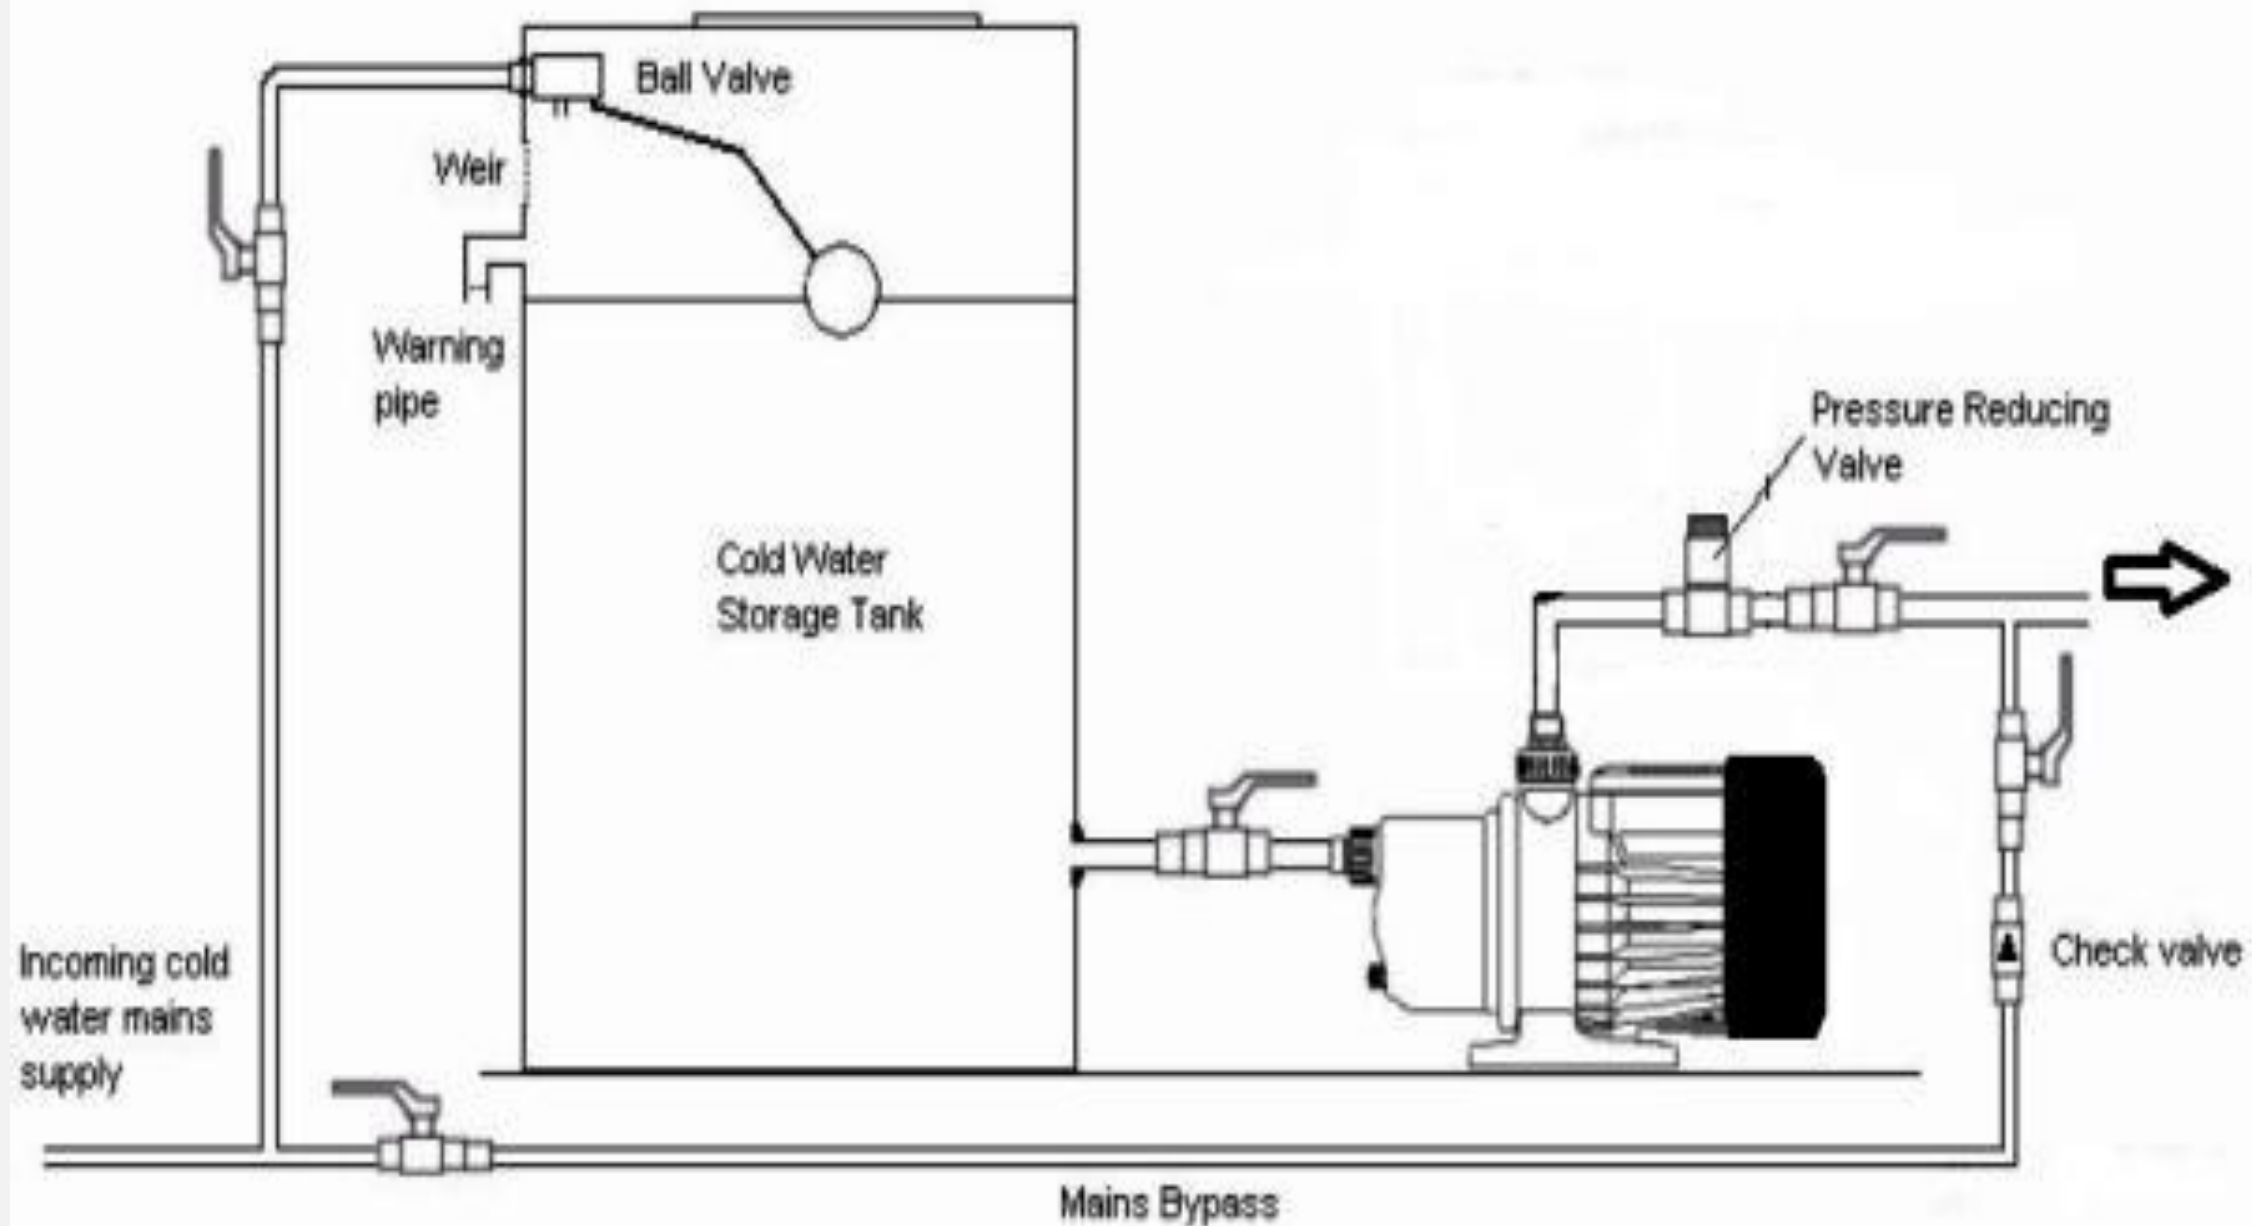 Ball Valve
Weir
Warning
pipe
Pressure Reducing
Valve
Cold Water
Storage Tank
Incoming cold
water mains
supply
Check valve
Mains Bypass